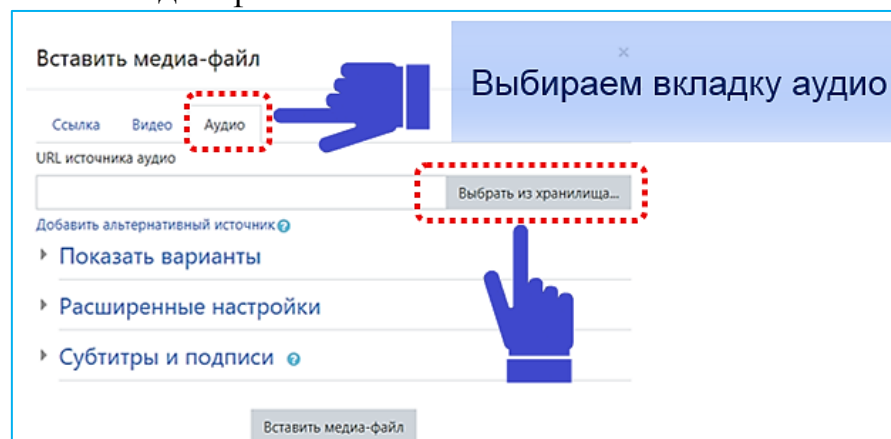 Вставить медиа-файл
×
Выбираем вкладку аудио
Ссылка Видео Аудио
URL источника аудио
Выбрать из хранилища...
Добавить альтернативный источник ?
Показать варианты
Расширенные настройки
Субтитры и подписи ?
Вставить медиа-файл